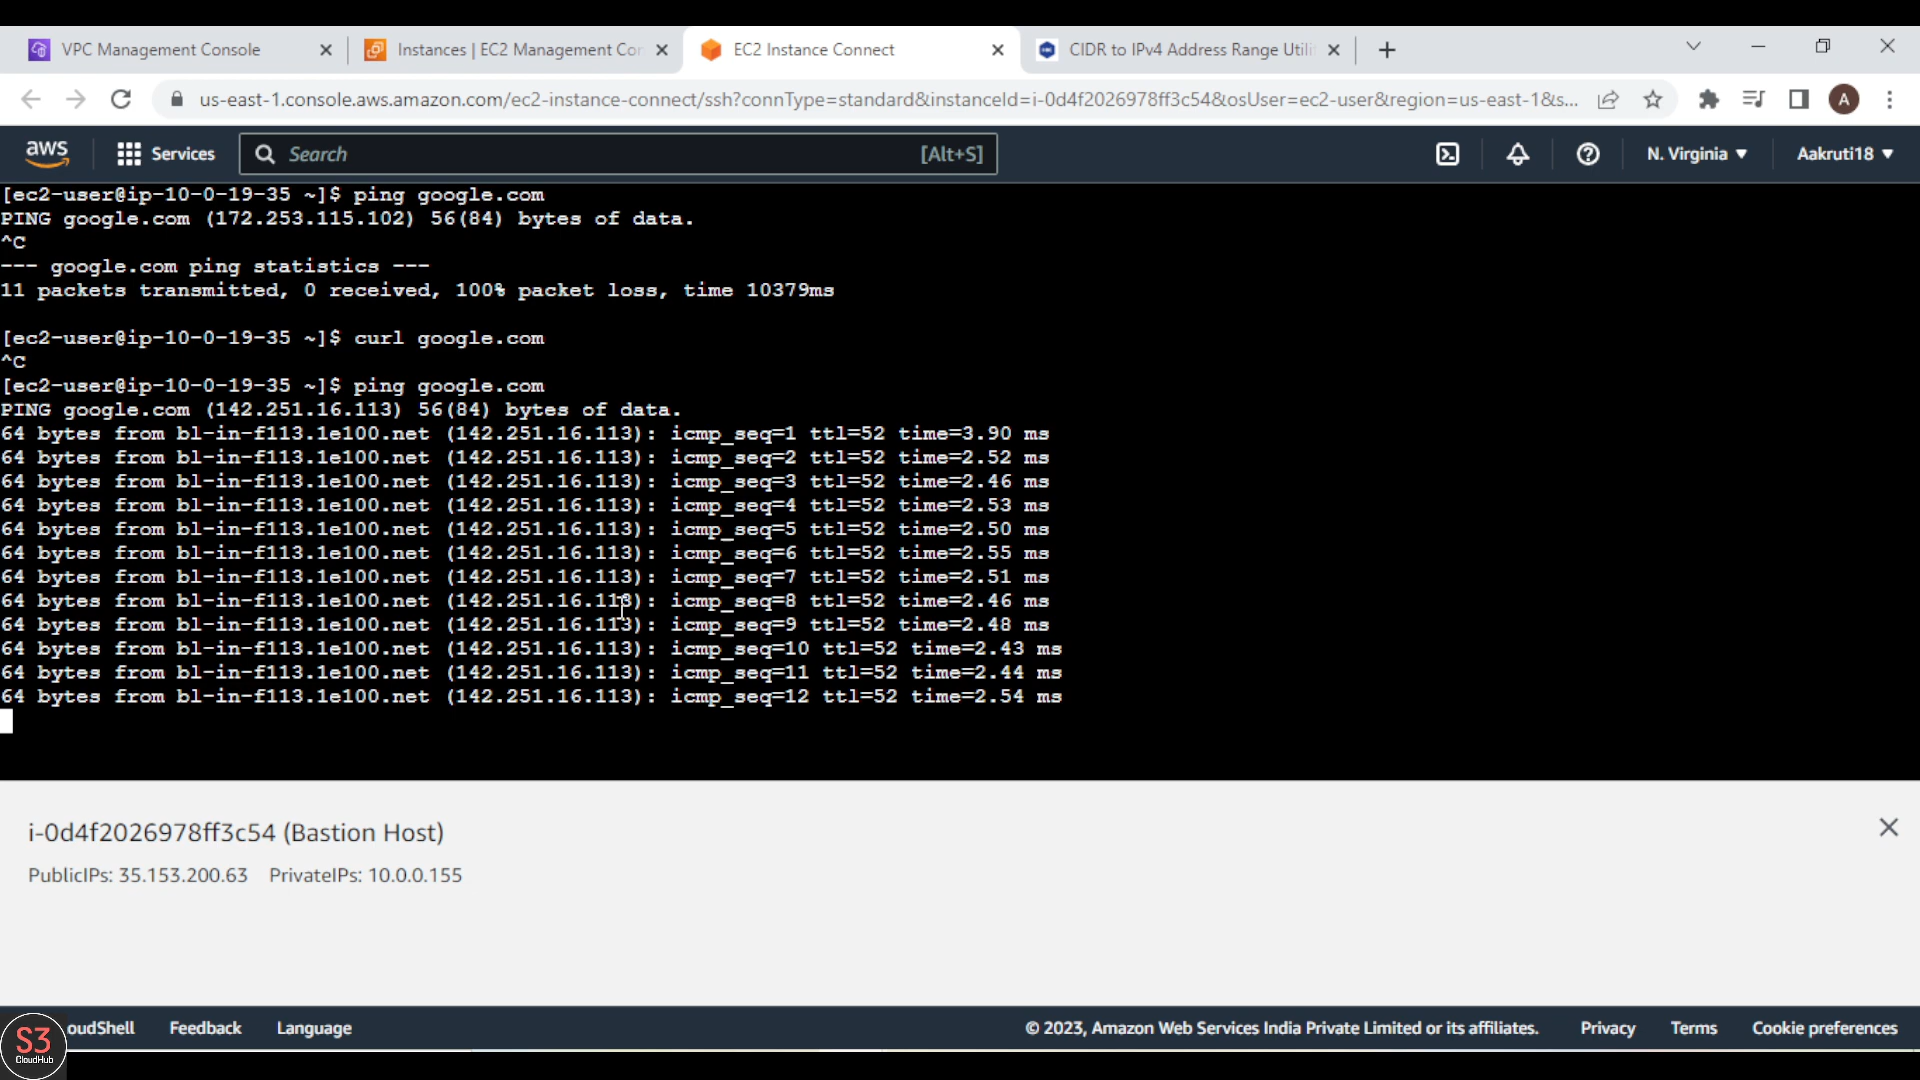 VPC Management Console
Instances | EC2 Management Con
EC2 Instance Connect
CIDR to IPv4 Address Range Utili
us-east-1.console.aws.amazon.com/ec2-instance-connect/ssh?connType=standard&instanceId=i-0d4f2026978ff3c54&osUser=ec2-user&region=us-east-1&s...
A
aws
Services
Search
[Alt+S]
N. Virginia
Aakruti18
[ec2-user@ip-10-0-19-35 ~]$ ping google.com
PING google.com (172.253.115.102) 56(84) bytes of data.
^C
--- google.com ping statistics ---
11 packets transmitted, 0 received, 100% packet loss, time 10379ms
[ec2-user@ip-10-0-19-35 ~]$ curl google.com
^C
[ec2-user@ip-10-0-19-35 ~]$ ping google.com
PING google.com (142.251.16.113) 56(84) bytes of data.
64 bytes from bl-in-f113.1e100.net (142.251.16.113): icmp_seq=1 ttl=52 time=3.90 ms
64 bytes from bl-in-f113.1e100.net (142.251.16.113): icmp_seq=2 ttl=52 time=2.52 ms
64 bytes from bl-in-f113.1e100.net (142.251.16.113): icmp_seq=3 ttl=52 time=2.46 ms
64 bytes from bl-in-f113.1e100.net (142.251.16.113): icmp_seq=4 ttl=52 time=2.53 ms
64 bytes from bl-in-f113.1e100.net (142.251.16.113): icmp_seq=5 ttl=52 time=2.50 ms
64 bytes from bl-in-f113.1e100.net (142.251.16.113): icmp_seq=6 ttl=52 time=2.55 ms
64 bytes from bl-in-f113.1e100.net (142.251.16.113): icmp_seq=7 ttl=52 time=2.51 ms
64 bytes from bl-in-f113.1e100.net (142.251.16.113): icmp_seq=8 ttl=52 time=2.46 ms
64 bytes from bl-in-f113.1e100.net (142.251.16.113): icmp_seq=9 ttl=52 time=2.48 ms
64 bytes from bl-in-f113.1e100.net (142.251.16.113): icmp_seq=10 ttl=52 time=2.43 ms
64 bytes from bl-in-f113.1e100.net (142.251.16.113): icmp_seq=11 ttl=52 time=2.44 ms
64 bytes from bl-in-f113.1e100.net (142.251.16.113): icmp_seq=12 ttl=52 time=2.54 ms
i-0d4f2026978ff3c54 (Bastion Host)
PublicIPs: 35.153.200.63 PrivateIPs: 10.0.0.155
S3
CloudHub
oudShell
Feedback
Language
© 2023, Amazon Web Services India Private Limited or its affiliates.
Privacy
Terms
Cookie preferences